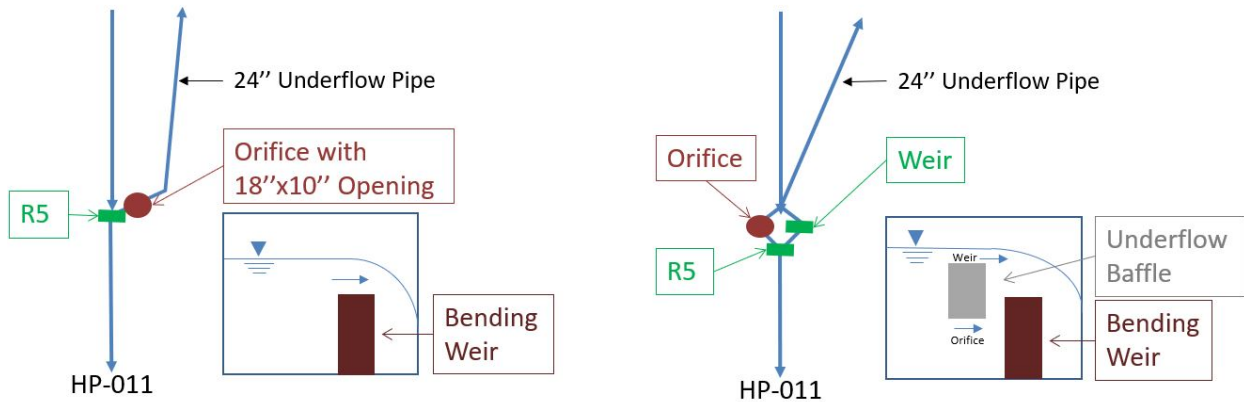 24’’ Underflow Pipe
Orifice with
18’’x10’’ Opening
R5
Bending
Weir
HP-011
24’’ Underflow Pipe
Orifice
Weir
R5
Underflow
Baffle
Weir
Orifice
Bending
Weir
HP-011